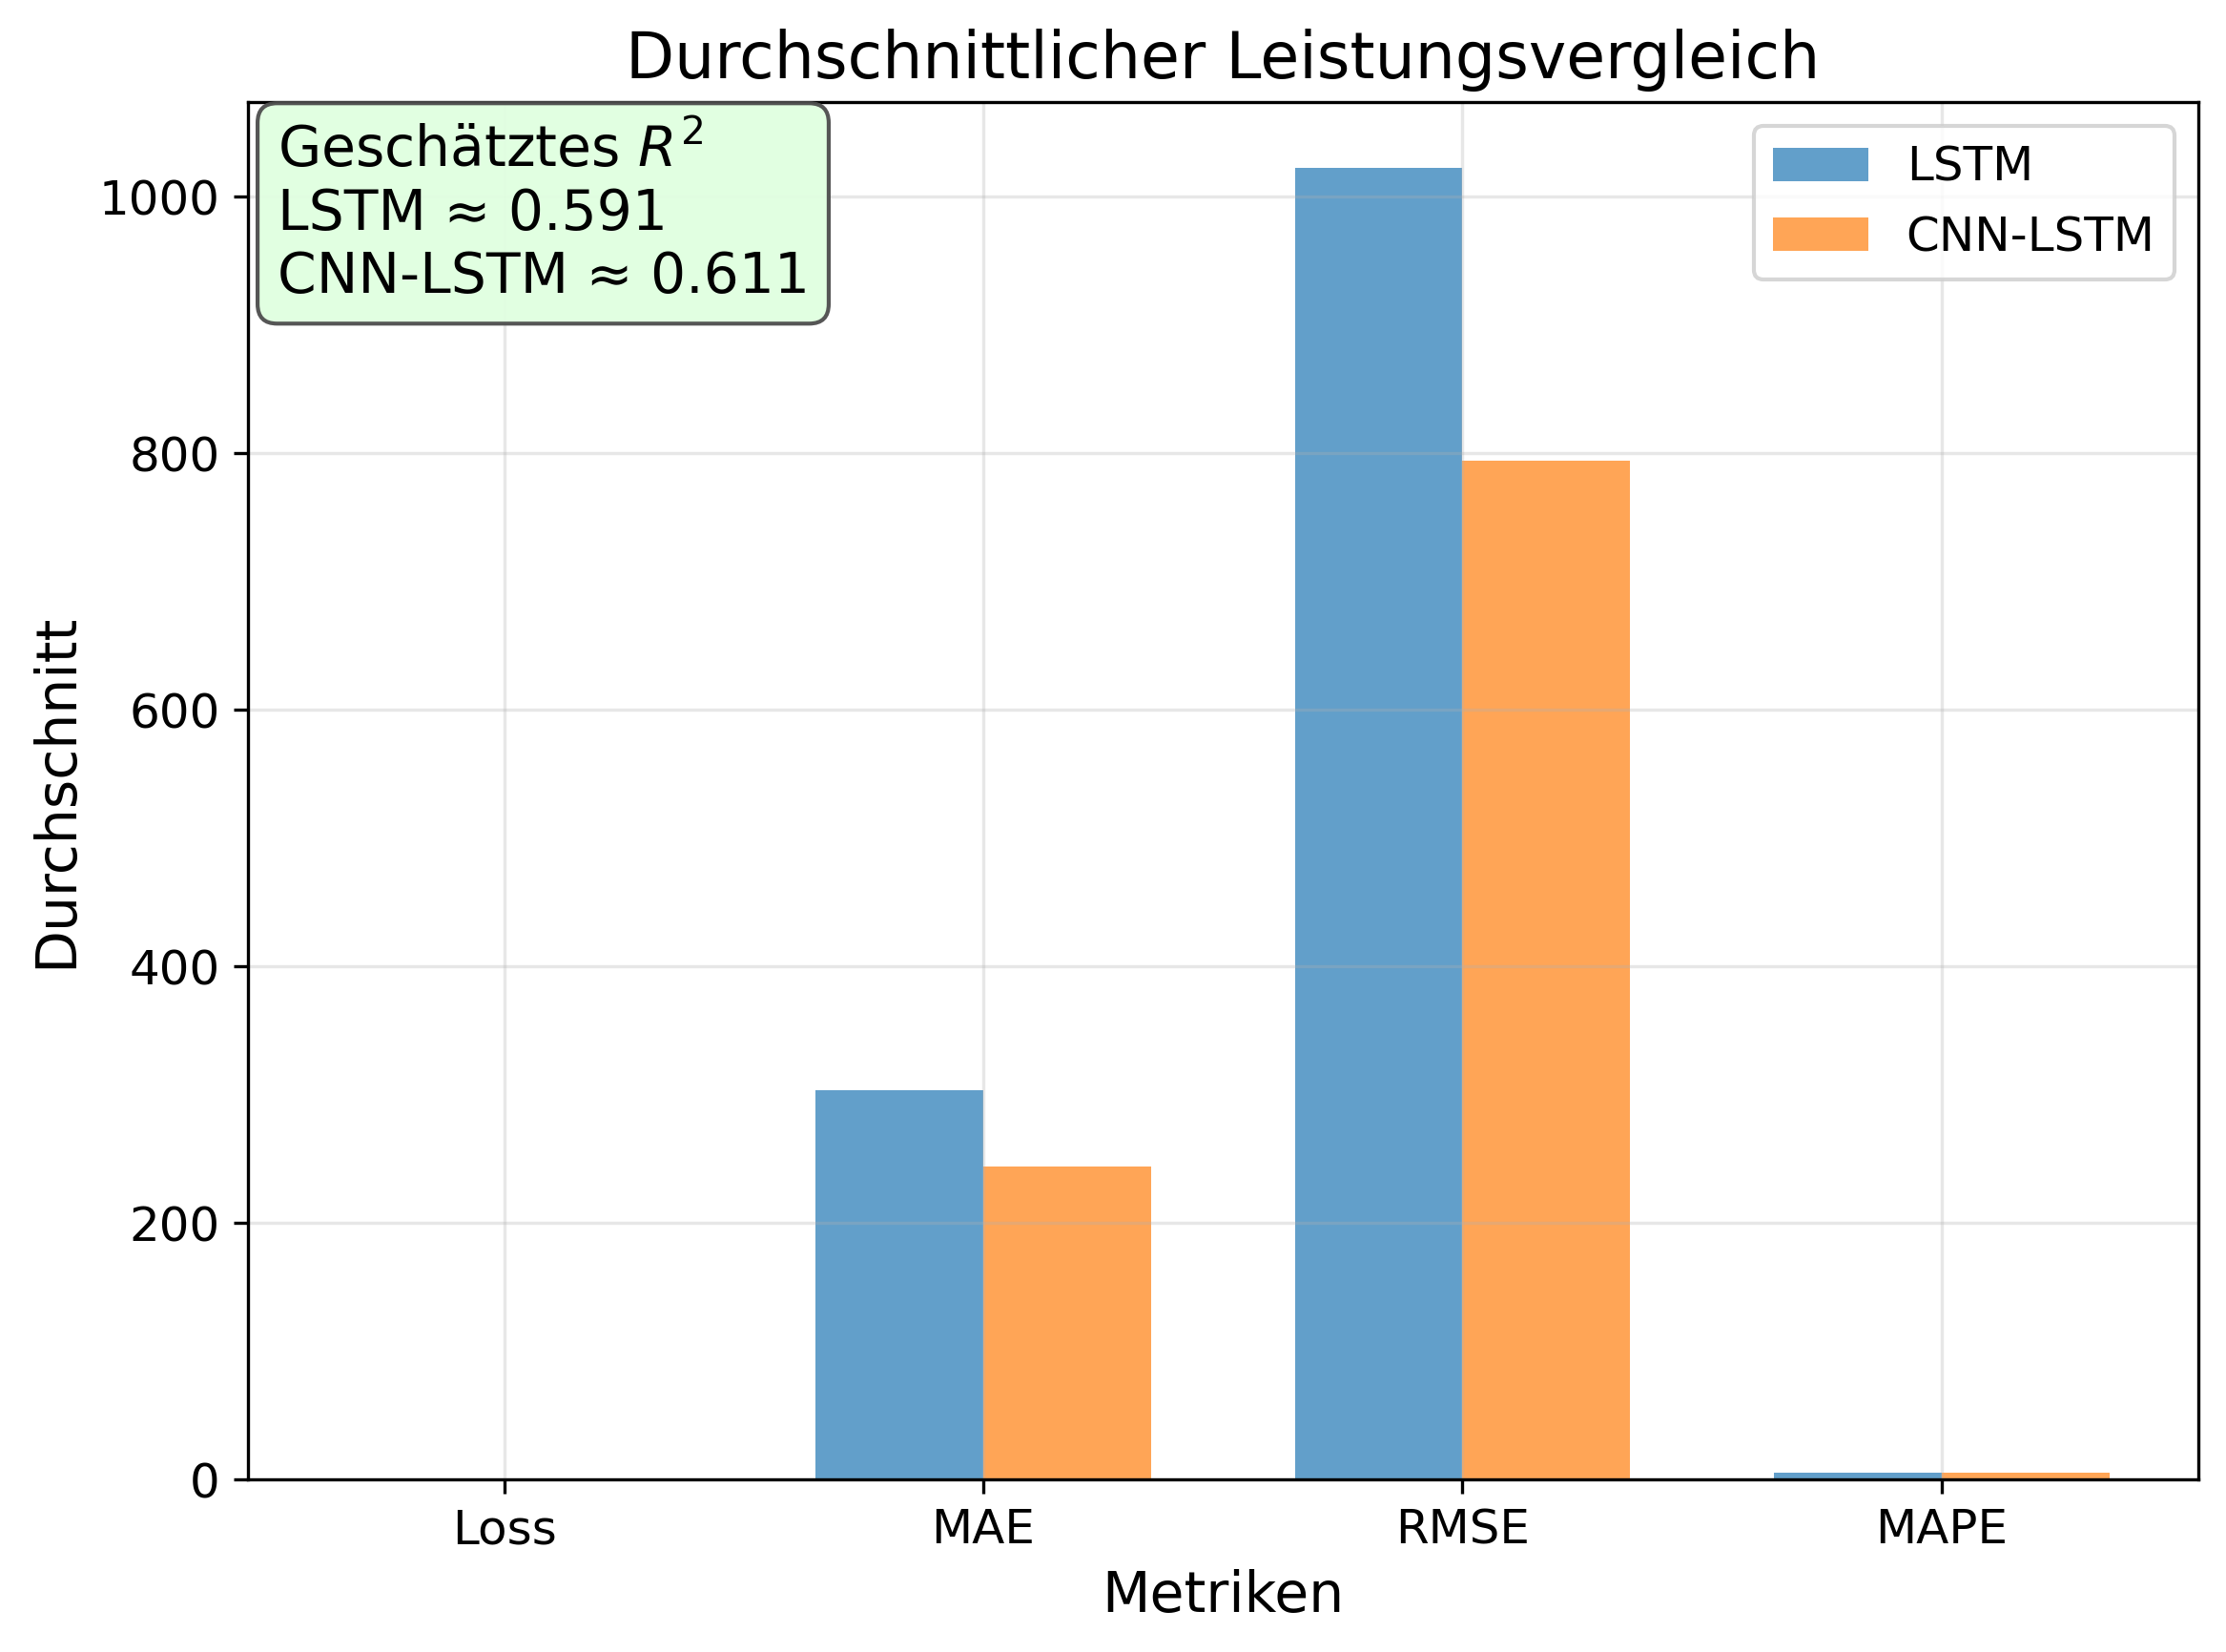 Durchschnittlicher Leistungsvergleich
Geschätztes R²
LSTM ≈ 0.591
CNN-LSTM ≈ 0.611
LSTM
CNN-LSTM
Durchschnitt
1000
800
600
400
200
0
Loss MAE RMSE MAPE
Metriken